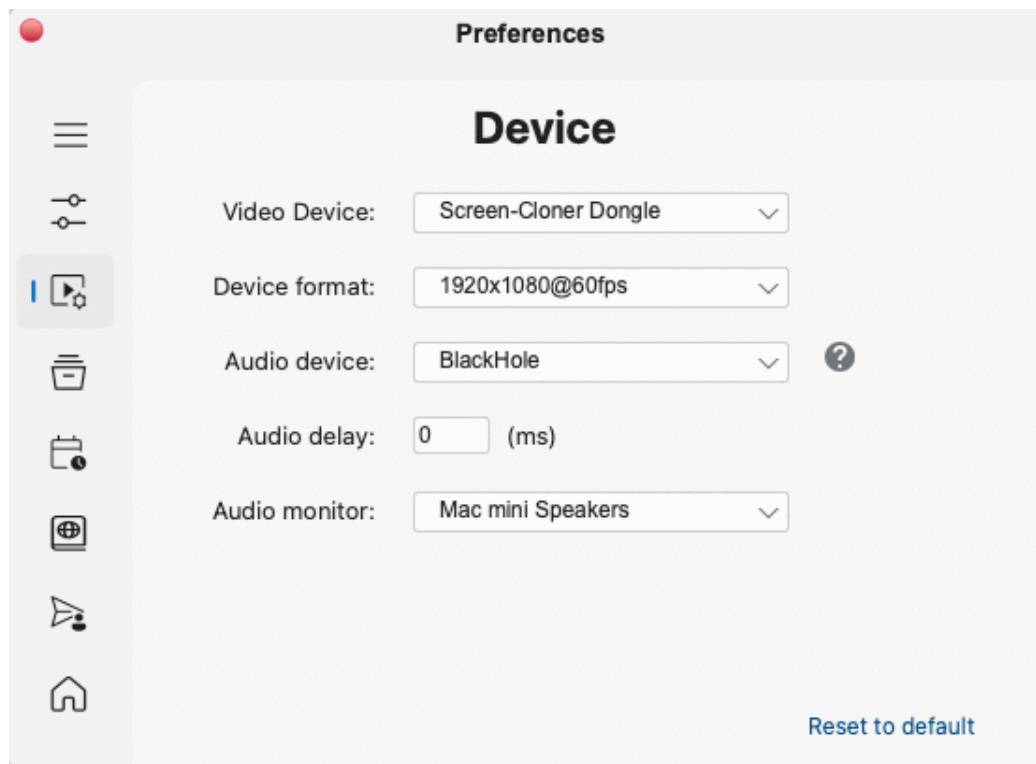 Preferences
Device
Video Device: Screen-Cloner Dongle
Device format: 1920x1080@60fps
Audio device: BlackHole ?
Audio delay: 0 (ms)
Audio monitor: Mac mini Speakers
Reset to default